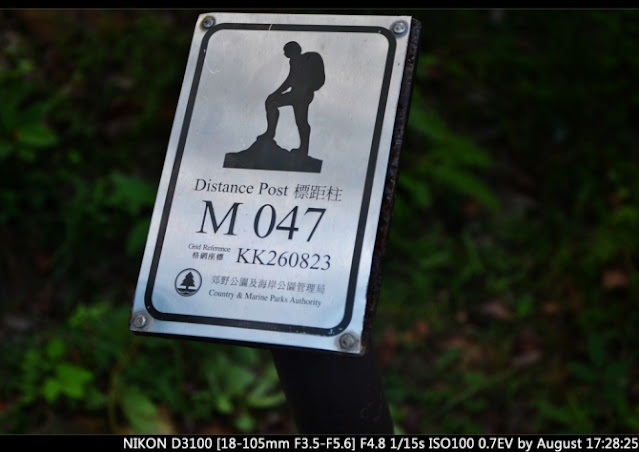 Distance Post 標距柱
M 047
Grid Reference
格網座標
KK260823
郊野公園及海岸公園管理局
Country & Marine Parks Authority
NIKON D3100 [18-105mm F3.5-F5.6] F4.8 1/15s ISO100 0.7EV by August 17:28:25